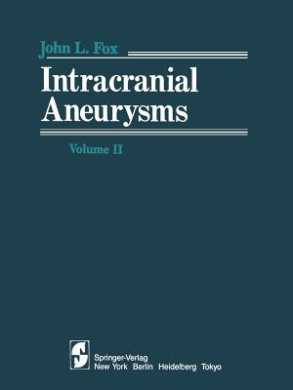 John L. Fox
Intracranial
Aneurysms
Volume II
Springer-Verlag
New York Berlin Heidelberg Tokyo